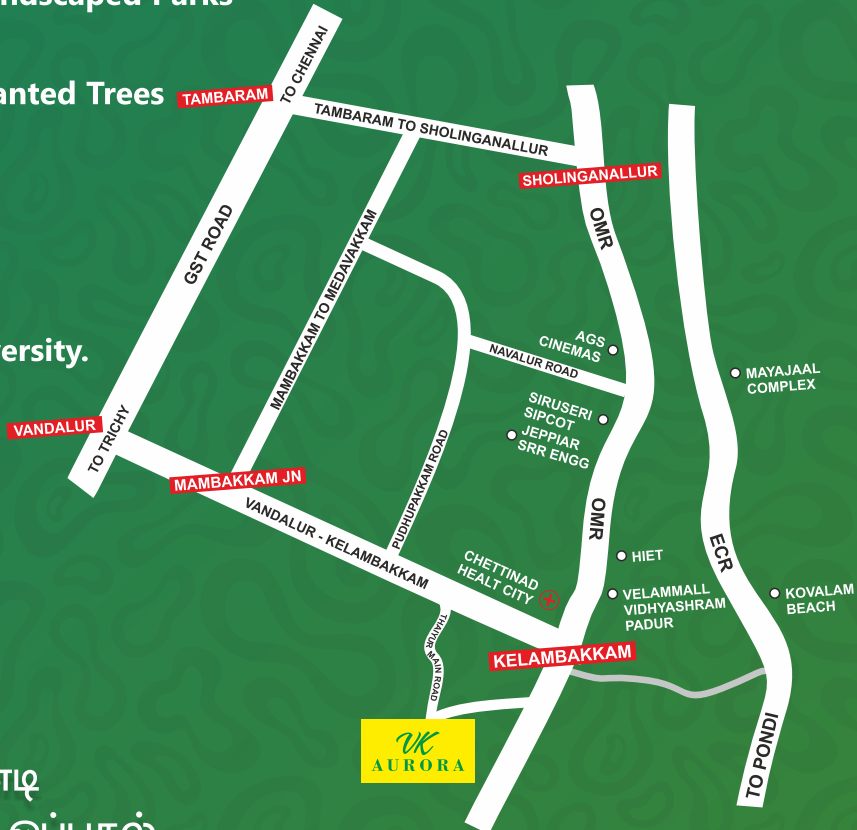 TO CHENNAI
TAMBARAM
TAMBARAM TO SHOLINGANALLUR
anted Trees
SHOLINGANALLUR
OMR
GST ROAD
MAMBAKKAM TO MEDAVAKKAM
AGS
CINEMAS
NAVALUR ROAD
ersity.
MAYAJAAL
COMPLEX
SIRUSERI
SIPCOT
JEPPIAR
SRR ENGG
VANDALUR
TO TRICHY
MAMBAKKAM JN
PUDHUPAKKAM ROAD
VANDALUR - KELAMBAKKAM
OMR
ECR
CHETTINAD
HEALT CITY
HIET
VELAMMALL
VIDHYASHRAM
PADUR
KOVALAM
BEACH
THAIYUR MAIN ROAD
KELAMBAKKAM
VK
AURORA
TO PONDI